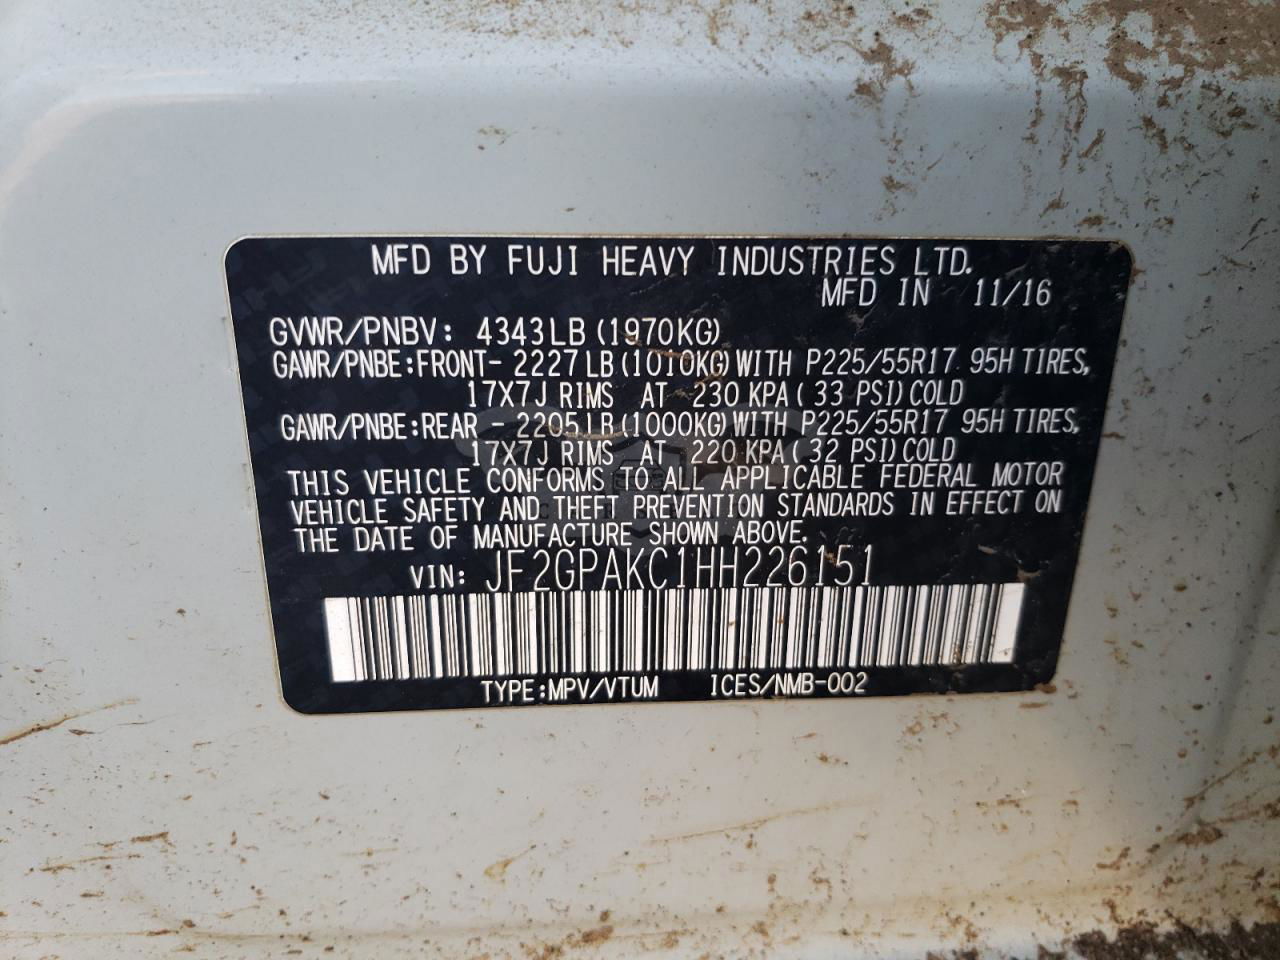 MFD BY FUJI HEAVY INDUSTRIES LTD.
MFD IN 11/16
GVWR/PNBV: 4343LB (1970KG)
GAWR/PNBE:FRONT- 2227LB(1010KG)WITH P225/55R17 95H TIRES,
17X7J RIMS AT 230 KPA( 33 PSI)COLD
GAWR/PNBE:REAR - 2205LB(1000KG)WITH P225/55R17 95H TIRES,
17X7J RIMS AT 220 KPA( 32 PSI)COLD
THIS VEHICLE CONFORMS TO ALL APPLICABLE FEDERAL MOTOR
VEHICLE SAFETY AND THEFT PREVENTION STANDARDS IN EFFECT ON
THE DATE OF MANUFACTURE SHOWN ABOVE.
VIN: JF2GPAKC1HH226151
TYPE:MPV/VTUM ICES/NMB-002